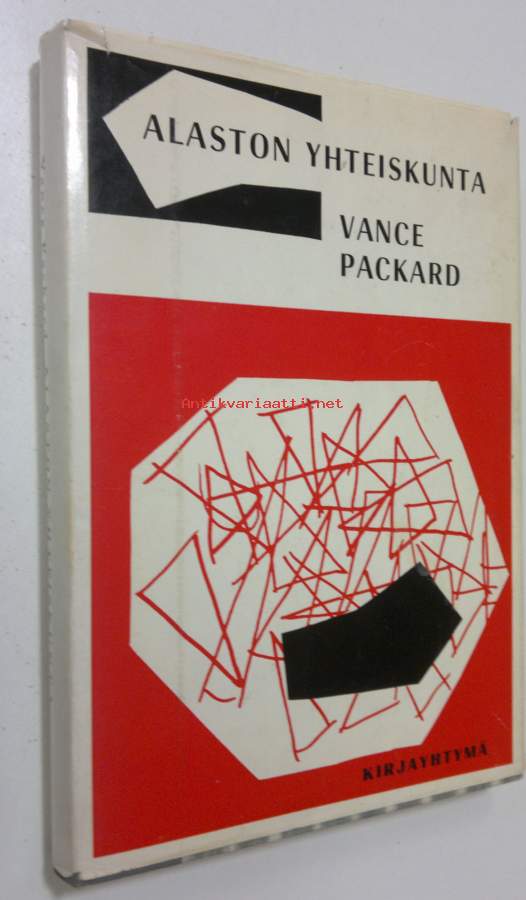 ALASTON YHTEISKUNTA
VANCE
PACKARD
Antikvariaatti.net
KIRJAYHTYMÄ